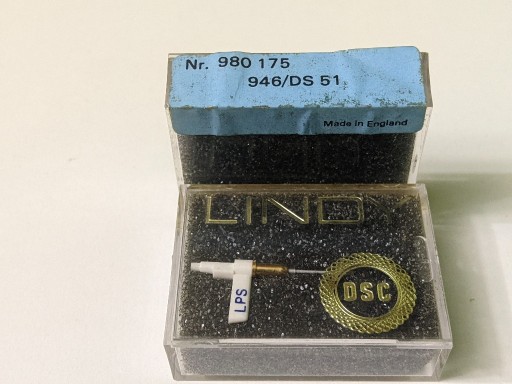 Nr. 980 175
946/DS 51
Made in England
LINDY
LPS
DSC